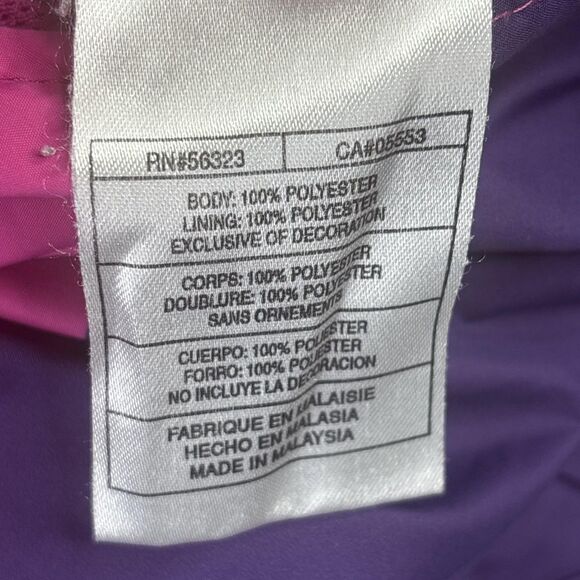 RN#56323
CA#05553
BODY: 100% POLYESTER
LINING: 100% POLYESTER
EXCLUSIVE OF DECORATION
CORPS: 100% POLYESTER
DOUBLURE: 100% POLYESTER
SANS ORNEMENTS
CUERPO: 100% POLIESTER
FORRO: 100% POLIESTER
NO INCLUYE LA DECORACION
FABRIQUE EN MALAISIE
HECHO EN MALASIA
MADE IN MALAYSIA